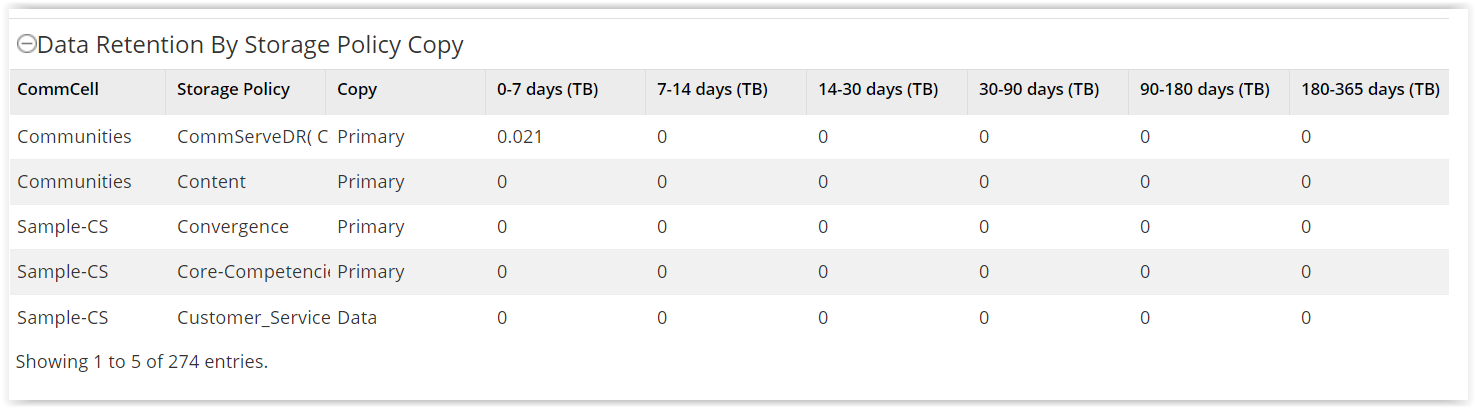 Data Retention By Storage Policy Copy
CommCell Storage Policy Copy 0-7 days (TB) 7-14 days (TB) 14-30 days (TB) 30-90 days (TB) 90-180 days (TB) 180-365 days (TB)
Communities CommServeDR( C Primary 0.021 0 0 0 0 0
Communities Content Primary 0 0 0 0 0 0
Sample-CS Convergence Primary 0 0 0 0 0 0
Sample-CS Core-Competenci Primary 0 0 0 0 0 0
Sample-CS Customer_Service Data 0 0 0 0 0 0
Showing 1 to 5 of 274 entries.